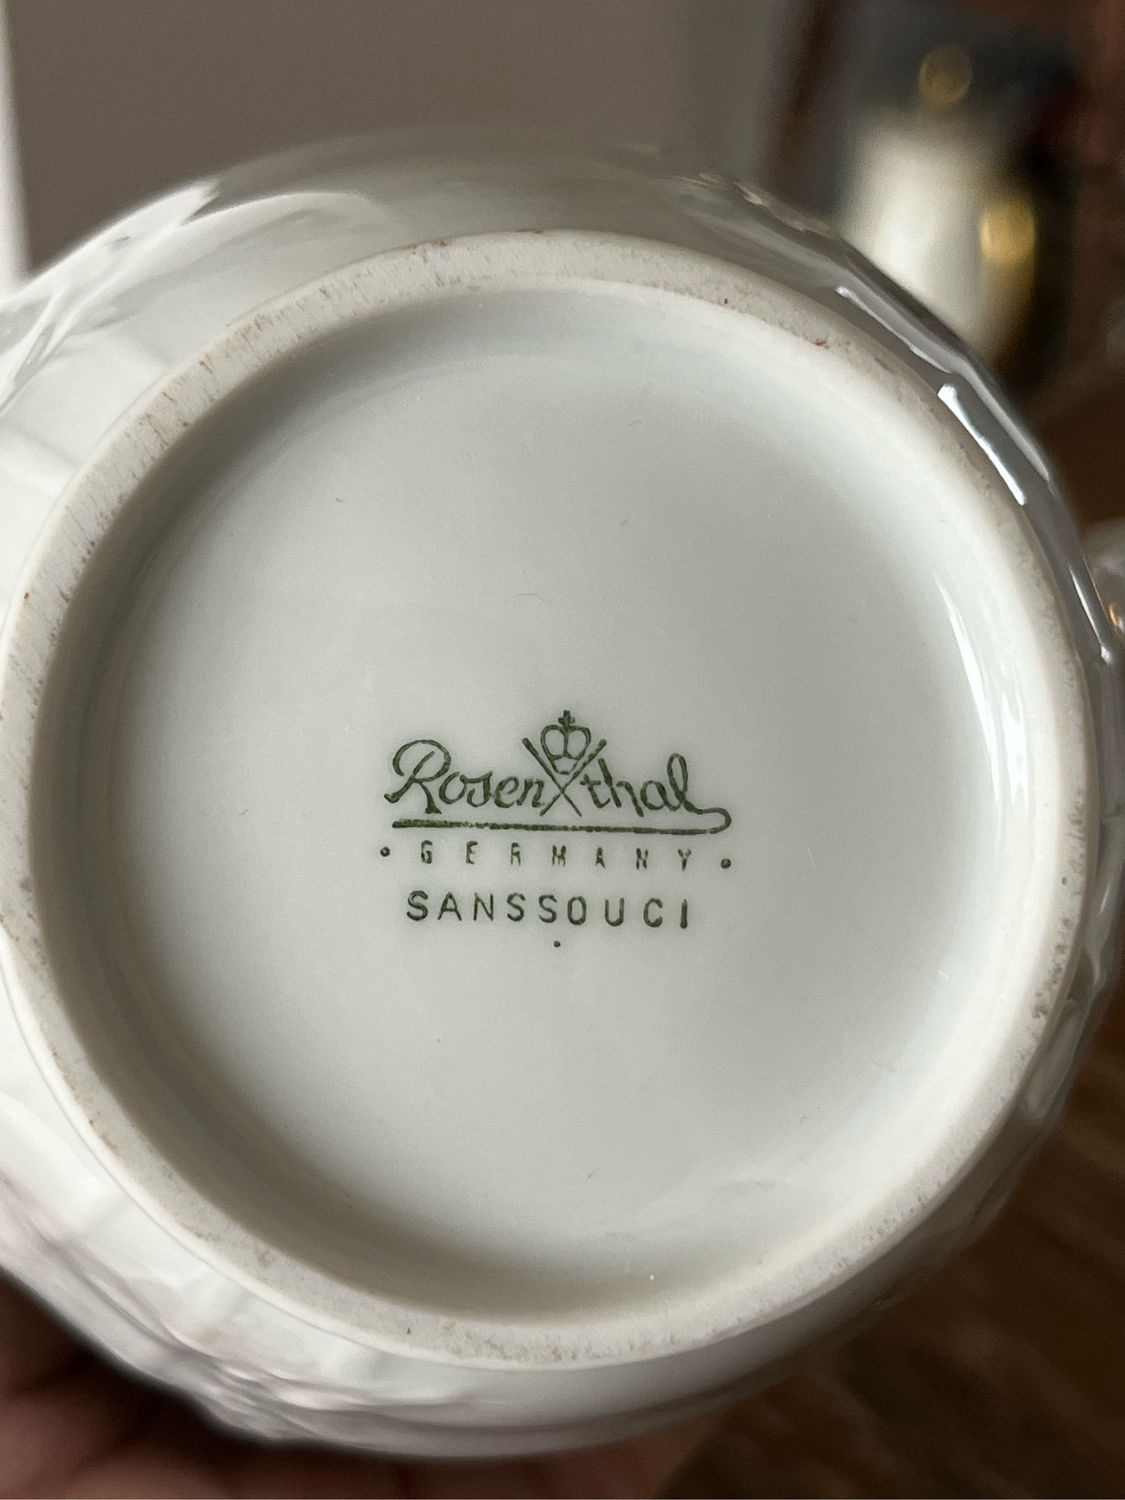 Rosenthal
· GERMANY ·
SANSSOUCI